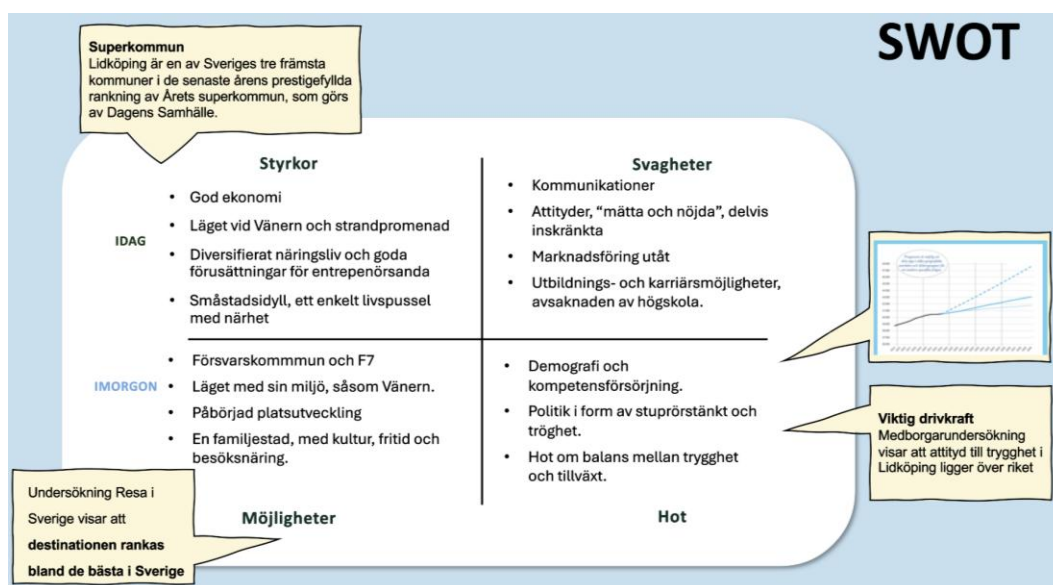 SWOT
Superkommun
Lidköping är en av Sveriges tre främsta
kommuner i de senaste årens prestigefyllda
rankning av Årets superkommun, som görs
av Dagens Samhälle.
Styrkor
IDAG
• God ekonomi
• Läget vid Vänern och strandpromenad
• Diversifierat näringsliv och goda
förusättningar för entrepenörsanda
• Småstadsidyll, ett enkelt livspussel
med närhet
Svagheter
• Kommunikationer
• Attityder, “mätta och nöjda”, delvis
inskränkta
• Marknadsföring utåt
• Utbildnings- och karriärsmöjligheter,
avsaknaden av högskola.
IMORGON
• Försvarskommmun och F7
• Läget med sin miljö, såsom Vänern.
• Påbörjad platsutveckling
• En familjestad, med kultur, fritid och
besöksnäring.
Möjligheter
• Demografi och
kompetensförsörjning.
• Politik i form av stuprörstänkt och
tröghet.
• Hot om balans mellan trygghet
och tillväxt.
Hot
Viktig drivkraft
Medborgarundersökning
visar att attityd till trygghet i
Lidköping ligger över riket
Undersökning Resa i
Sverige visar att
destinationen rankas
bland de bästa i Sverige